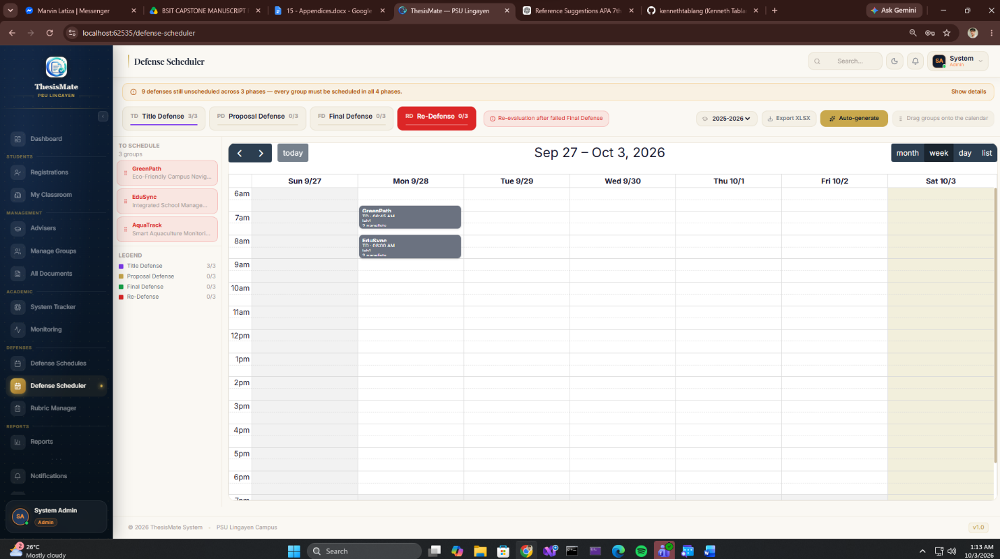 Marvin Latiza | Messenger
BSIT CAPSTONE MANUSCRIPT
15 - Appendices.docx - Google
ThesisMate — PSU Lingayen
Reference Suggestions APA 7th
kennethtablang (Kenneth Tabla
Ask Gemini
localhost:62535/defense-scheduler
ThesisMate
PSU LINGAYEN
Dashboard
STUDENTS
Registrations
My Classroom
MANAGEMENT
Advisers
Manage Groups
All Documents
ACADEMIC
System Tracker
Monitoring
DEFENSES
Defense Schedules
Defense Scheduler
Rubric Manager
REPORTS
Reports
Notifications
SA
System Admin
Admin
Defense Scheduler
Search...
SA
System
Admin
9 defenses still unscheduled across 3 phases — every group must be scheduled in all 4 phases.
Show details
TD Title Defense 3/3
PD Proposal Defense 0/3
FD Final Defense 0/3
RD Re-Defense 0/3
Re-evaluation after failed Final Defense
2025-2026
Export XLSX
Auto-generate
Drag groups onto the calendar
TO SCHEDULE
3 groups
GreenPath
Eco-Friendly Campus Navig...
EduSync
Integrated School Manage...
AquaTrack
Smart Aquaculture Monitori...
LEGEND
Title Defense 3/3
Proposal Defense 0/3
Final Defense 0/3
Re-Defense 0/3
today
Sep 27 – Oct 3, 2026
month
week
day
list
Sun 9/27
Mon 9/28
Tue 9/29
Wed 9/30
Thu 10/1
Fri 10/2
Sat 10/3
6am
7am
8am
9am
10am
11am
12pm
1pm
2pm
3pm
4pm
5pm
6pm
7pm
GreenPath
TD · 06:45 AM
lab1
2 panelists
EduSync
TD · 08:00 AM
lab1
2 panelists
© 2026 ThesisMate System · PSU Lingayen Campus
v1.0
2
26°C
Mostly cloudy
Search
1:13 AM
10/3/2026